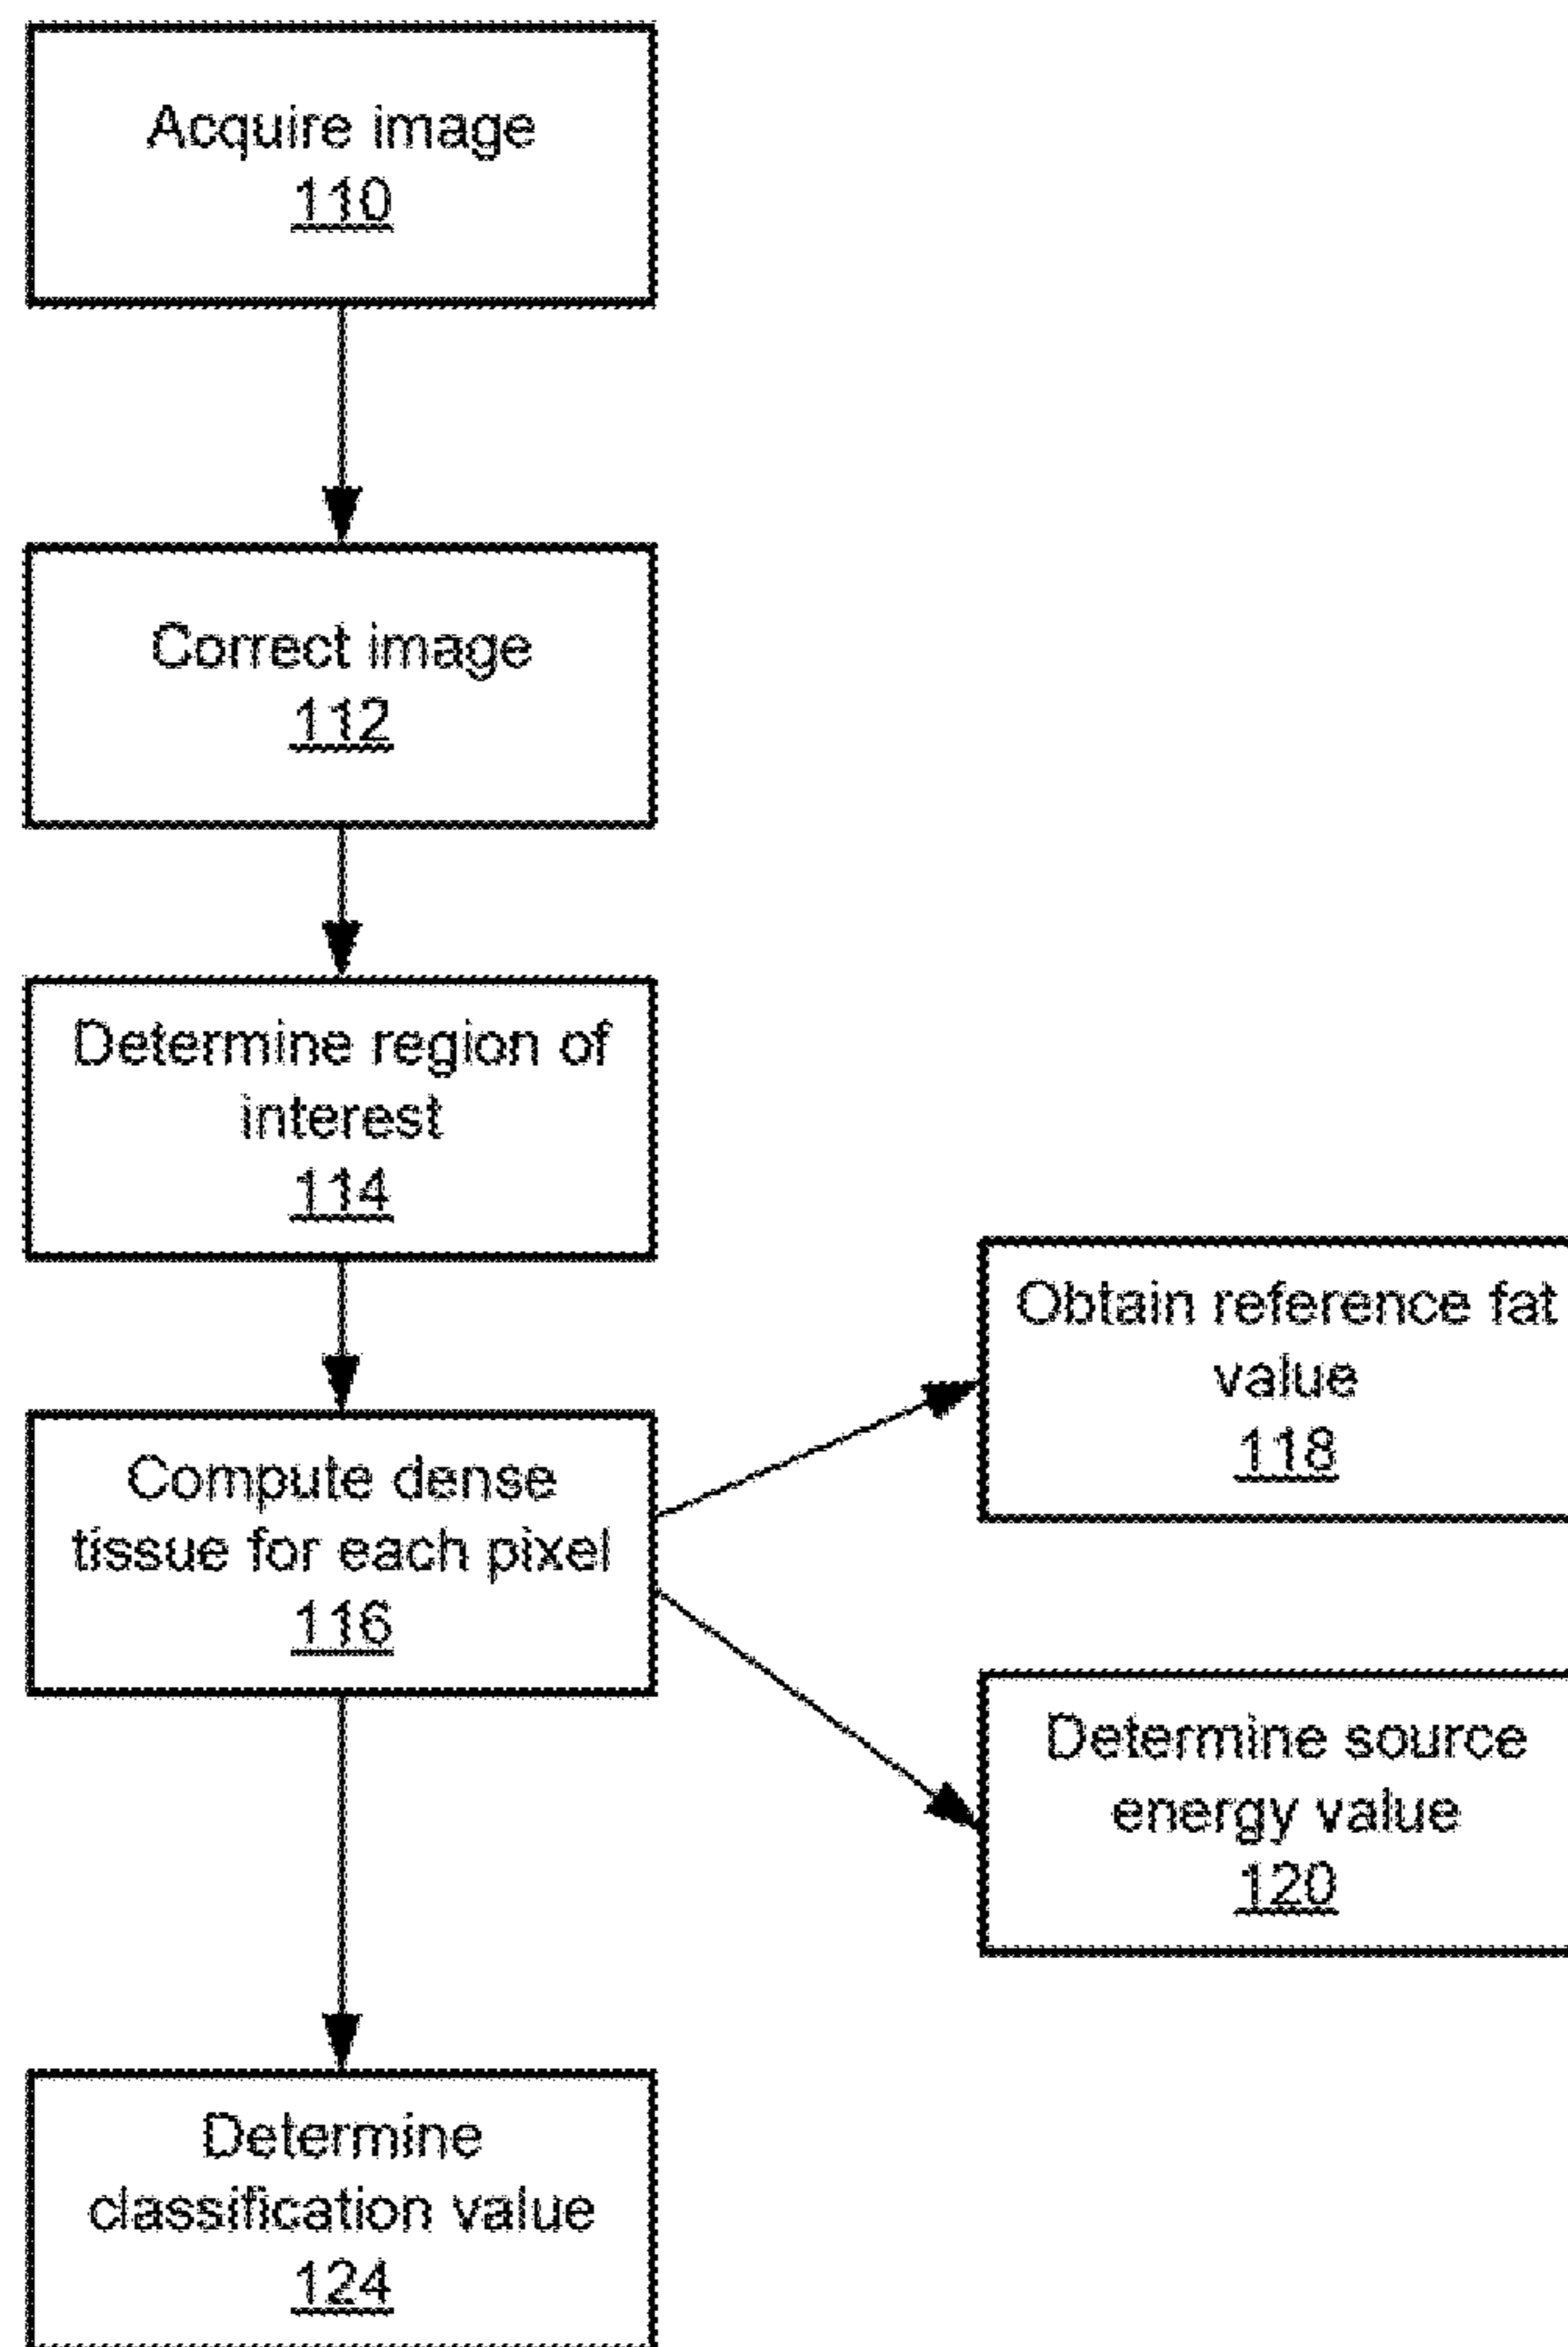 Acquire image
110
Correct image
112
Determine region of
interest
114
Compute dense
tissue for each pixel
116
Obtain reference fat
value
118
Determine source
energy value
120
Determine
classification value
124